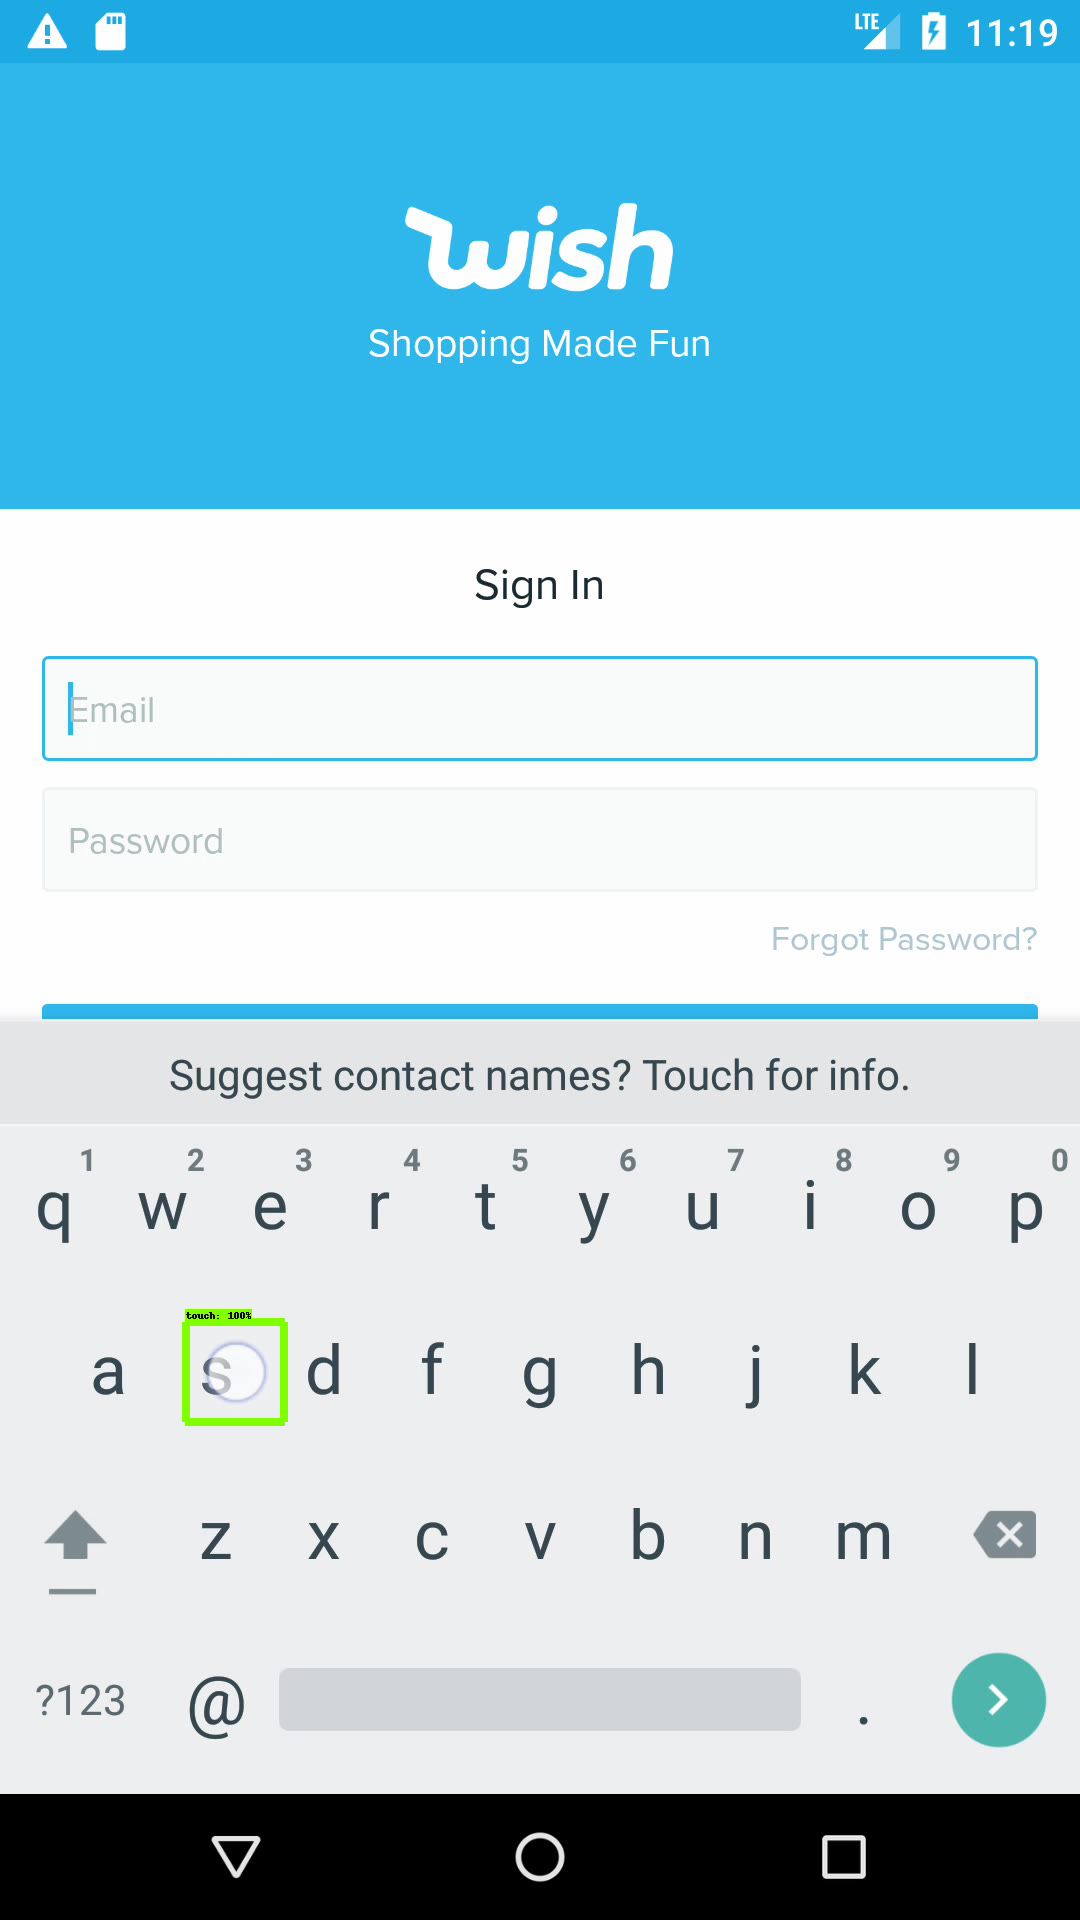 LTE 11:19
wish
Shopping Made Fun
Sign In
Email
Password
Forgot Password?
Suggest contact names? Touch for info.
1 2 3 4 5 6 7 8 9 0
q w e r t y u i o p
touch: 100%
a s d f g h j k l
z x c v b n m
?123 @ .